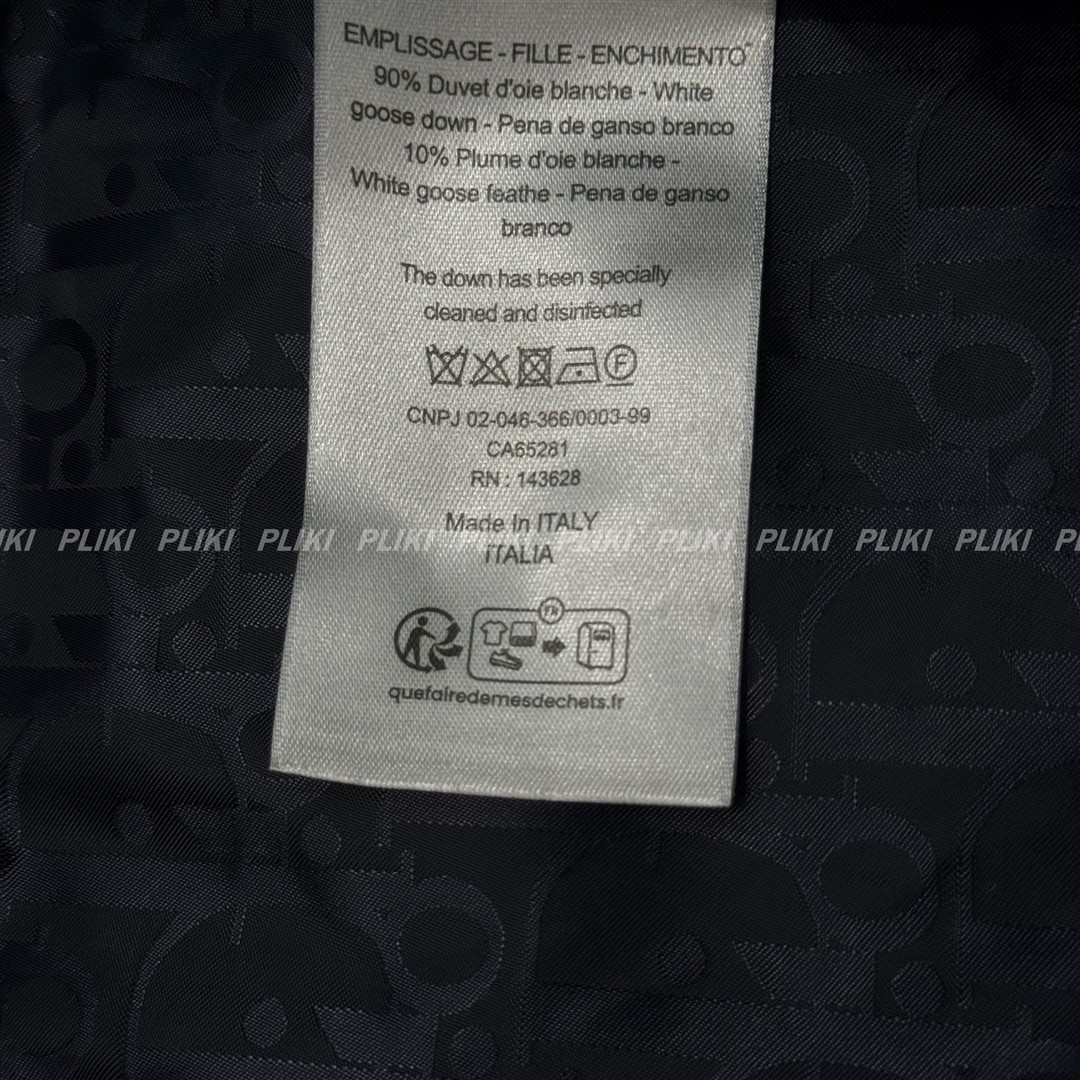 EMPLISSAGE - FILLE - ENCHIMENTO
90% Duvet d'oie blanche - White
goose down - Pena de ganso branco
10% Plume d'oie blanche -
White goose feathe - Pena de ganso
branco
The down has been specially
cleaned and disinfected
F
CNPJ 02-046-366/0003-99
CA65281
RN : 143628
Made In ITALY
ITALIA
PLIKI PLIKI PLIKI PLIKI PLIKI PLIKI PLIKI PLIKI PLIKI PLIKI
FR
quefairedemesdechets.fr